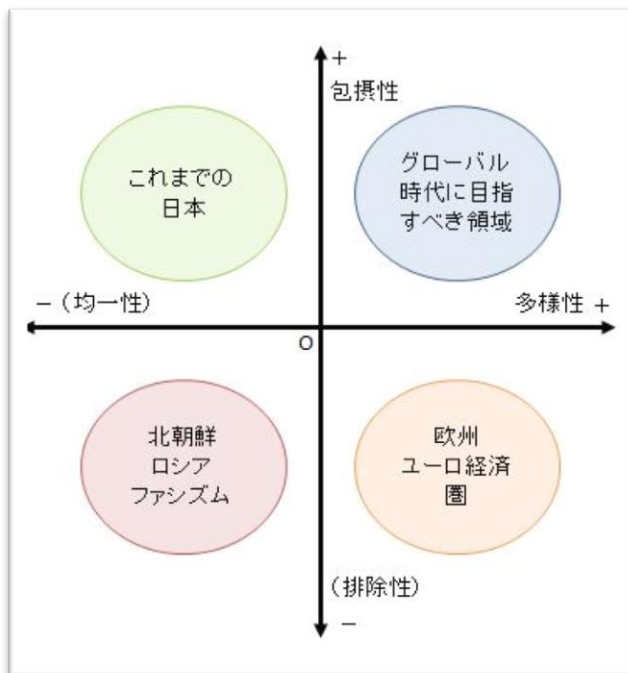 +
包摂性
これまでの
日本
グローバル
時代に目指
すべき領域
− (均一性)
多様性 +
O
北朝鮮
ロシア
ファシズム
欧州
ユーロ経済
圏
(排除性)
−